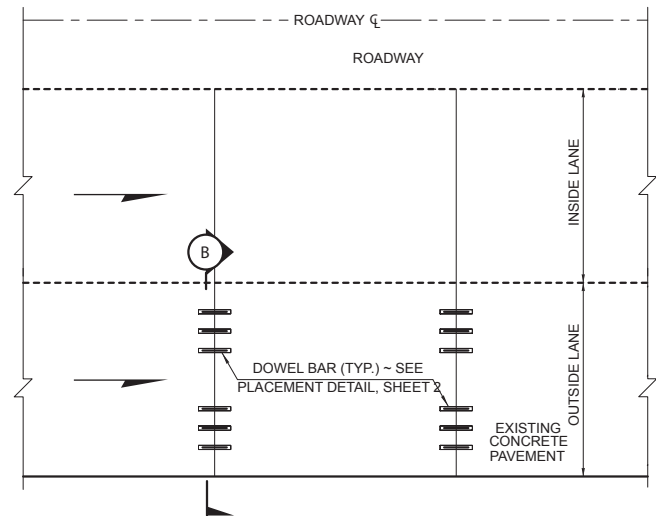 ROADWAY ℄
ROADWAY
INSIDE LANE
B
DOWEL BAR (TYP.) ~ SEE
PLACEMENT DETAIL, SHEET 2
OUTSIDE LANE
EXISTING
CONCRETE
PAVEMENT